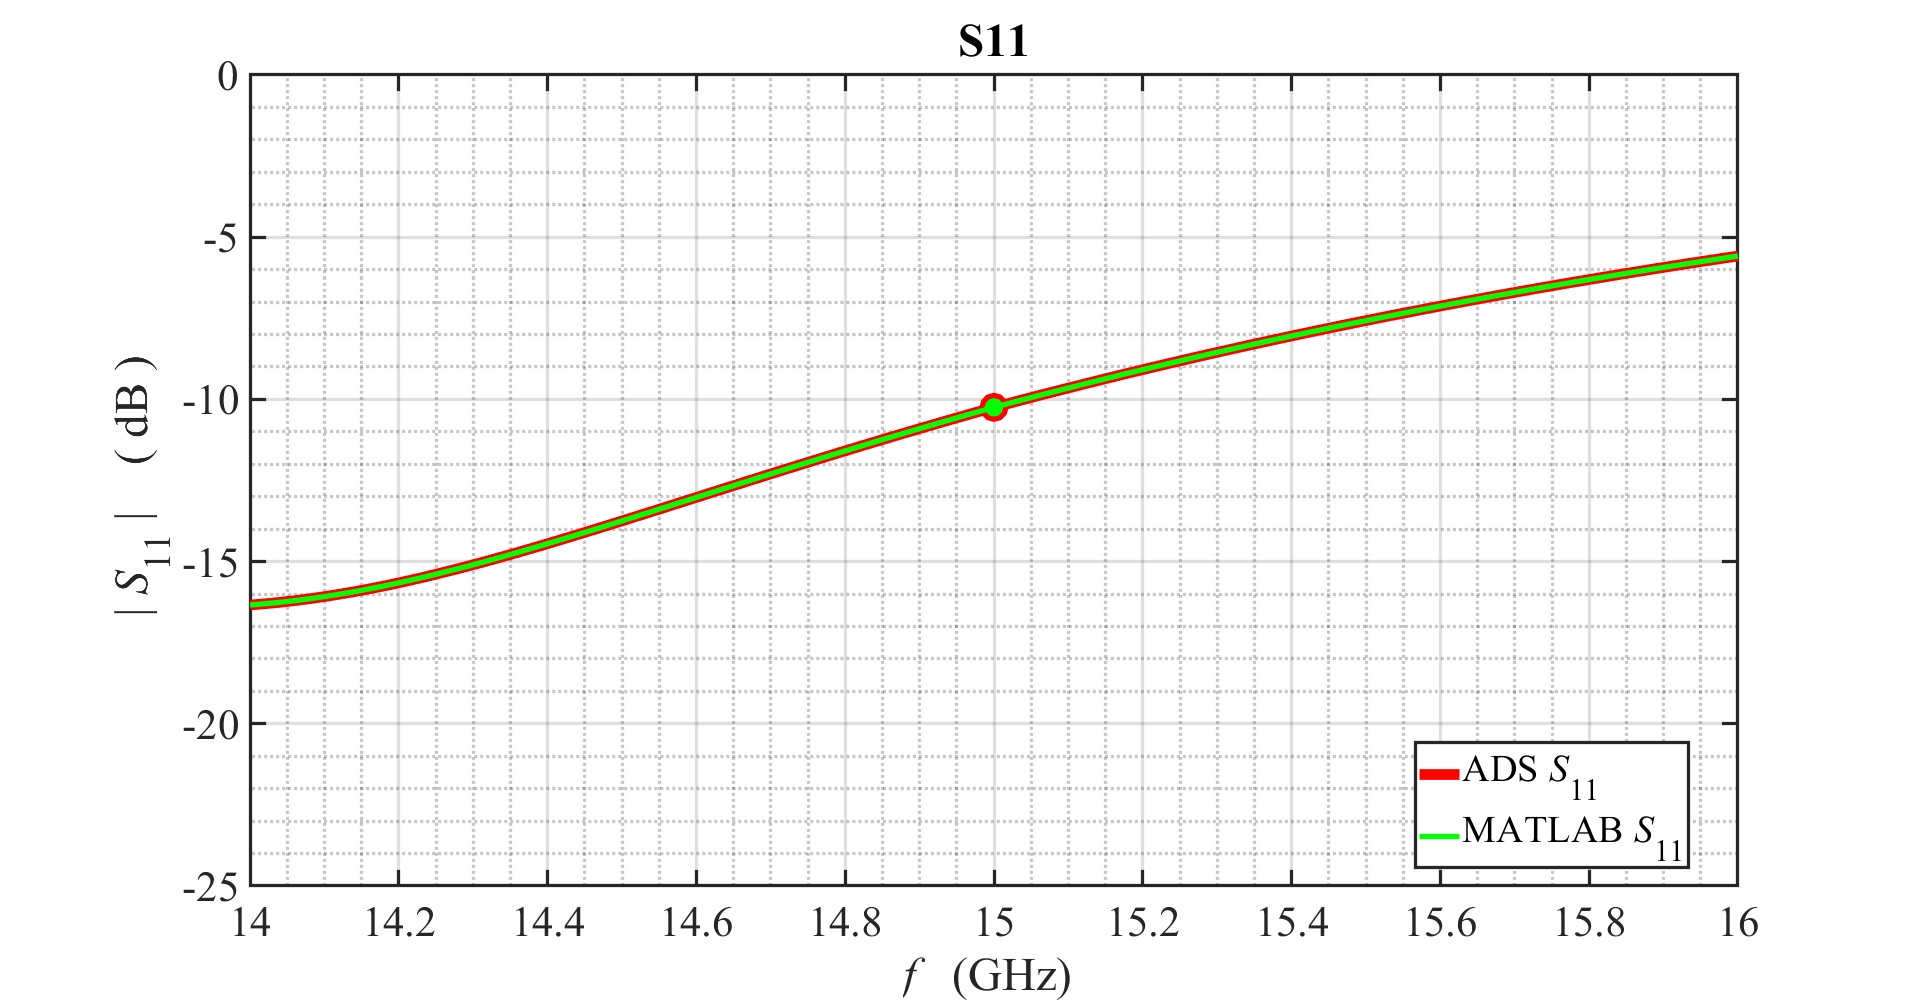 S11
0
-5
-10
-15
-20
-25
| S11 | ( dB )
14 14.2 14.4 14.6 14.8 15 15.2 15.4 15.6 15.8 16
f (GHz)
ADS S11
MATLAB S11